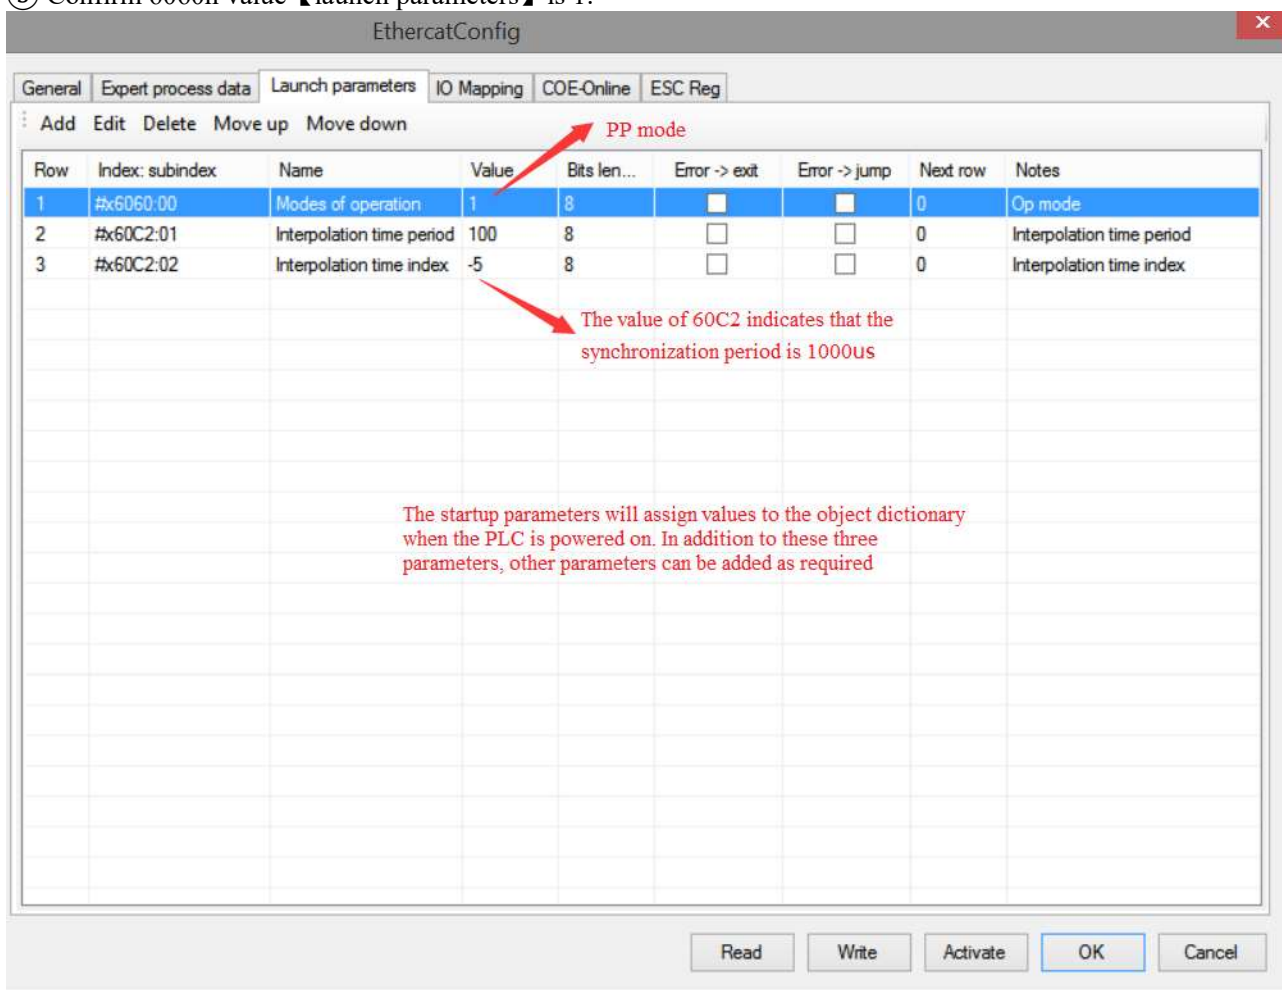 EthercatConfig
General Expert process data Launch parameters IO Mapping COE-Online ESC Reg
Add Edit Delete Move up Move down
PP mode
Row Index: subindex Name Value Bits len... Error -> exit Error -> jump Next row Notes
1 #x6060:00 Modes of operation 1 8 0 Op mode
2 #x60C2:01 Interpolation time period 100 8 0 Interpolation time period
3 #x60C2:02 Interpolation time index -5 8 0 Interpolation time index
The value of 60C2 indicates that the
synchronization period is 1000us
The startup parameters will assign values to the object dictionary
when the PLC is powered on. In addition to these three
parameters, other parameters can be added as required
Read Write Activate OK Cancel